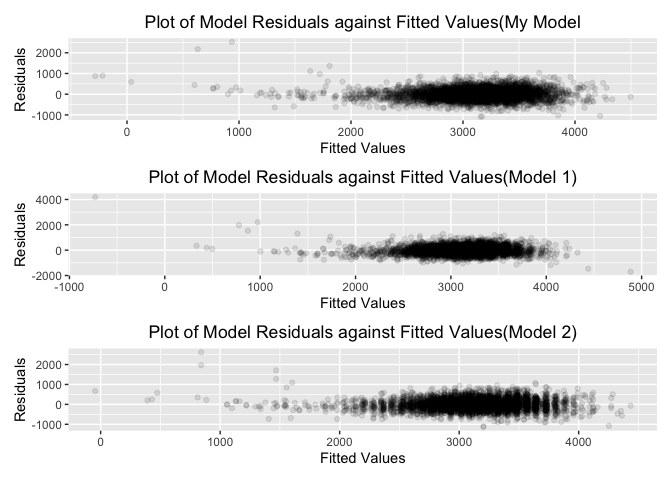 Plot of Model Residuals against Fitted Values(My Model
Residuals
2000
1000
0
-1000
0 1000 2000 3000 4000
Fitted Values
Plot of Model Residuals against Fitted Values(Model 1)
Residuals
4000
2000
0
-2000
-1000 0 1000 2000 3000 4000 5000
Fitted Values
Plot of Model Residuals against Fitted Values(Model 2)
Residuals
2000
1000
0
-1000
0 1000 2000 3000 4000
Fitted Values